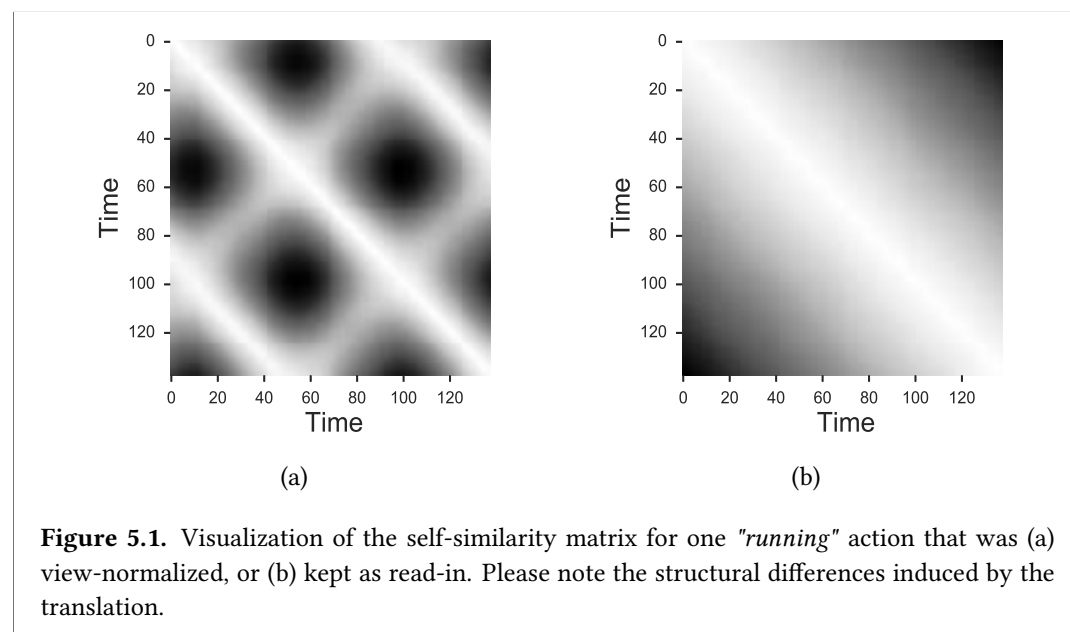 0
20
40
60
80
100
120
Time
0 20 40 60 80 100 120
Time
(a)
0
20
40
60
80
100
120
Time
0 20 40 60 80 100 120
Time
(b)
Figure 5.1. Visualization of the self-similarity matrix for one "running" action that was (a)
view-normalized, or (b) kept as read-in. Please note the structural differences induced by the
translation.